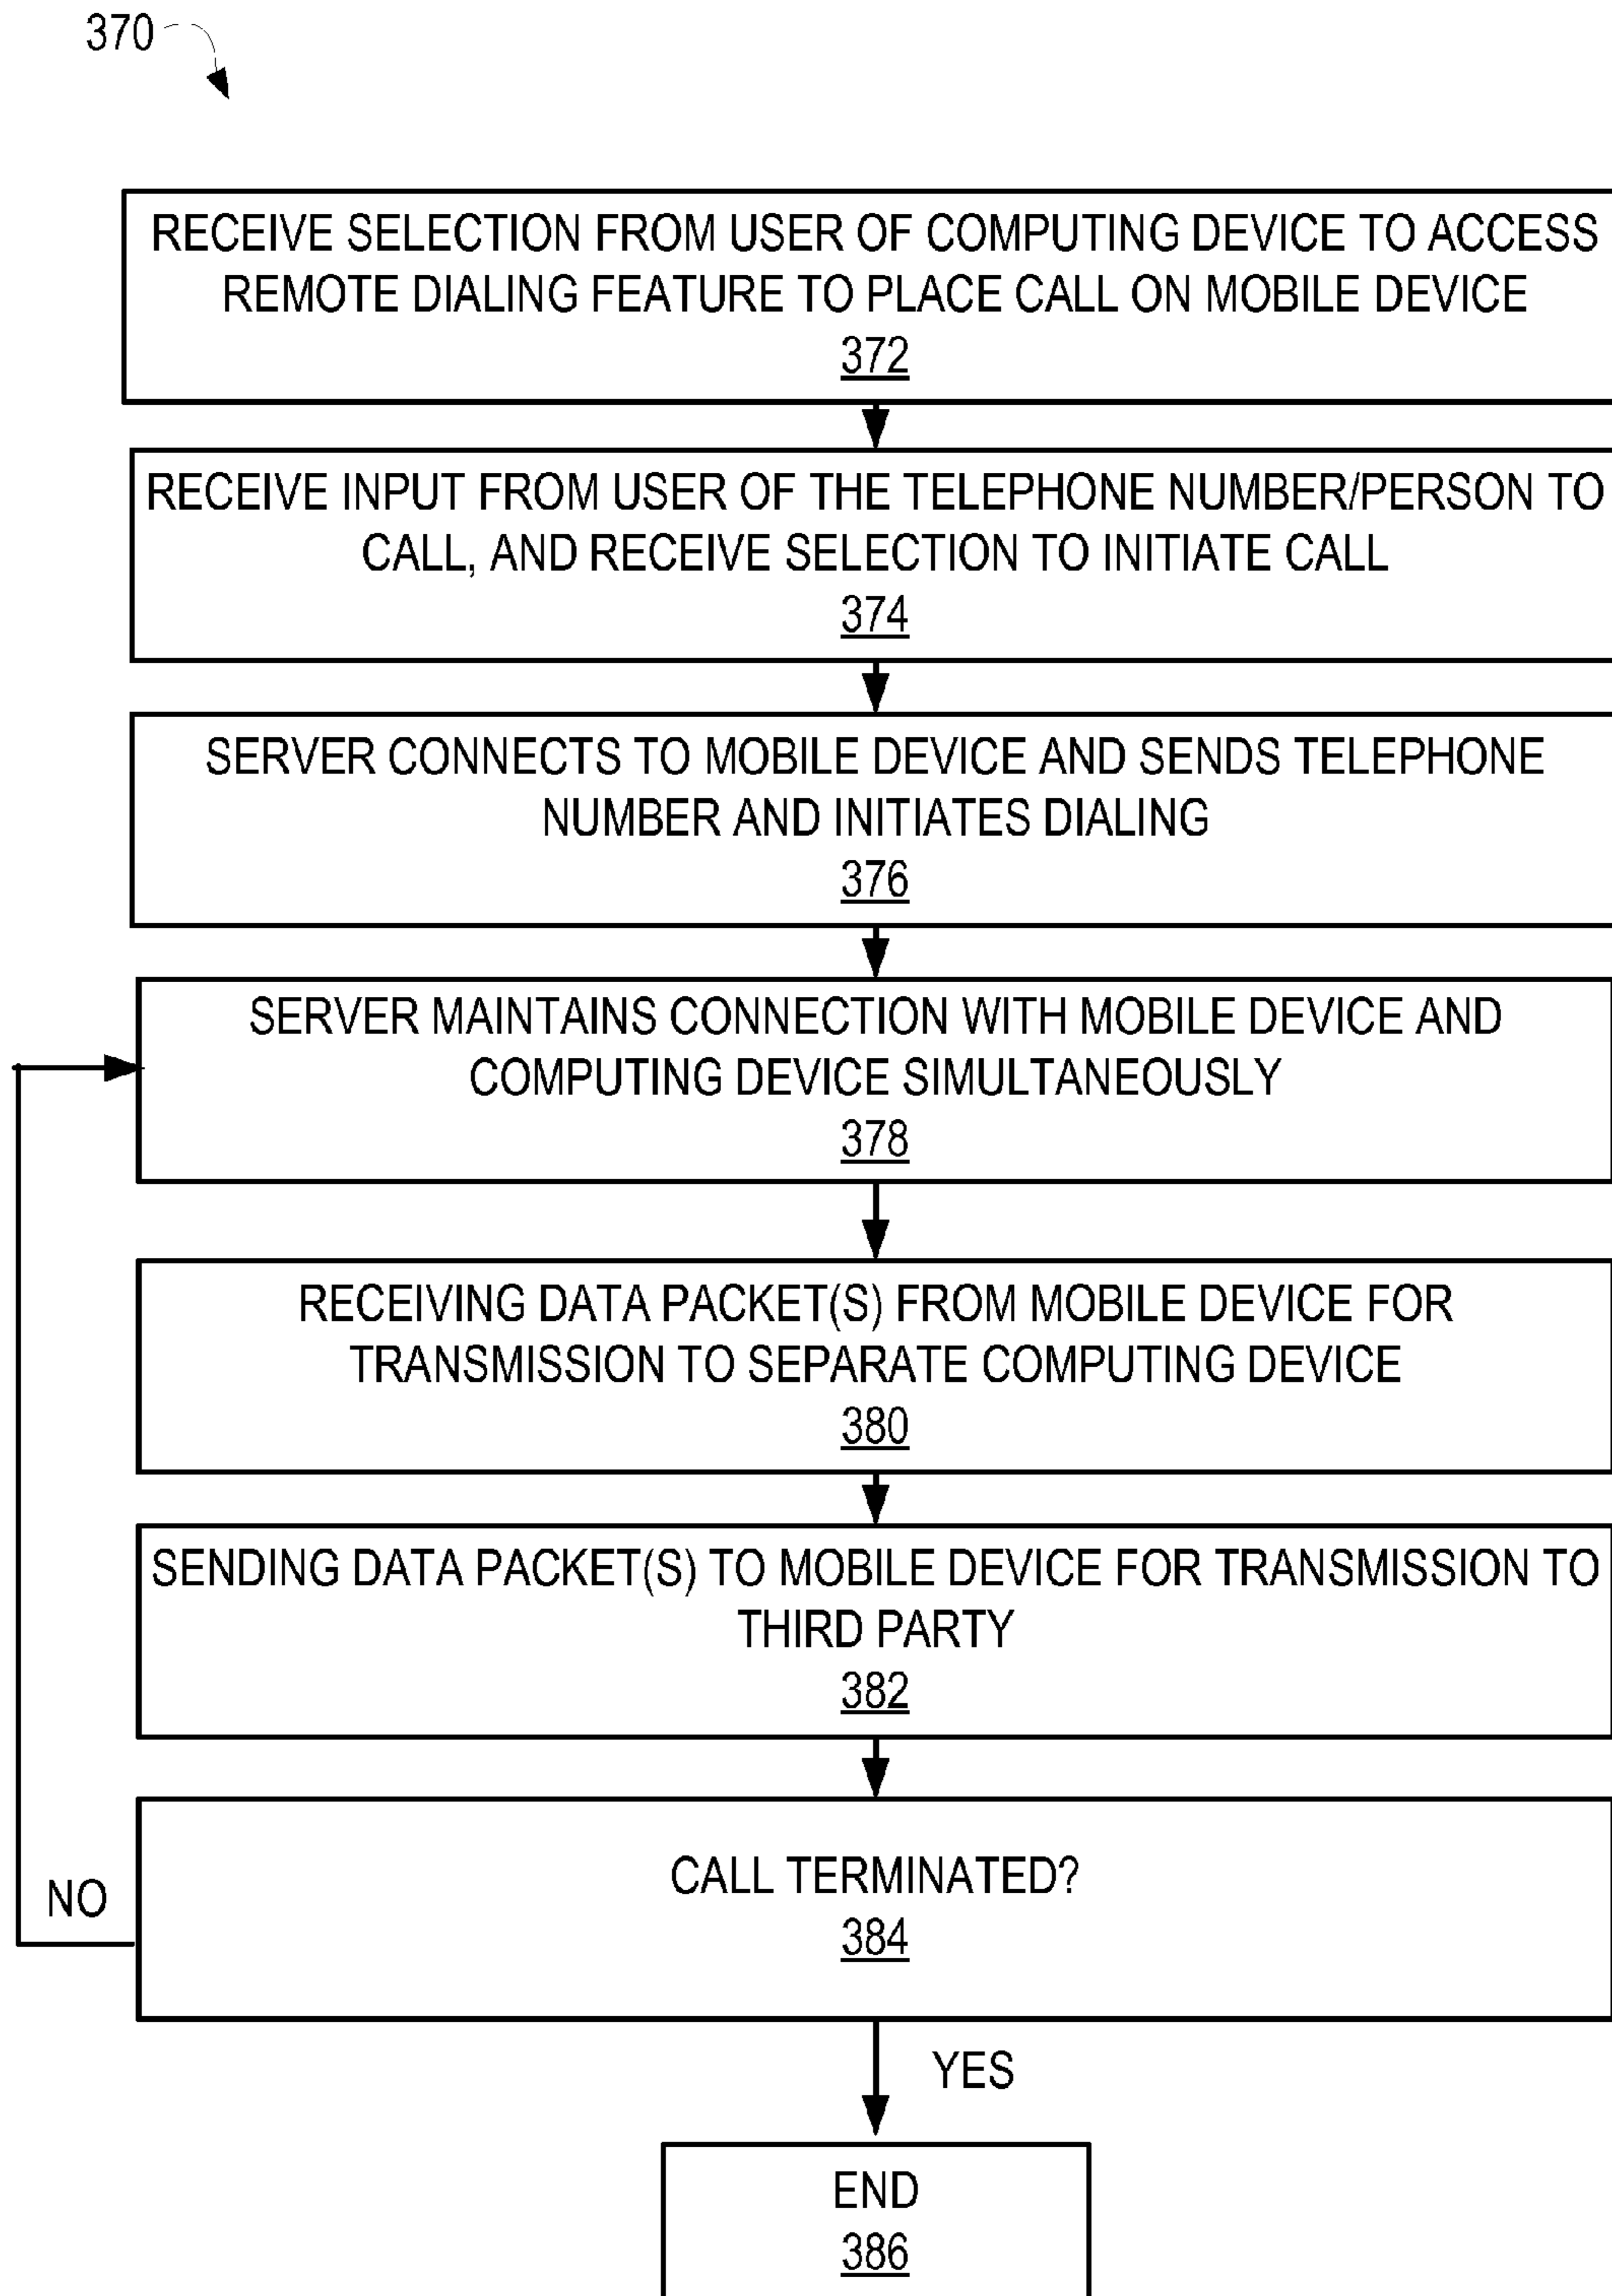 370
RECEIVE SELECTION FROM USER OF COMPUTING DEVICE TO ACCESS
REMOTE DIALING FEATURE TO PLACE CALL ON MOBILE DEVICE
372
RECEIVE INPUT FROM USER OF THE TELEPHONE NUMBER/PERSON TO
CALL, AND RECEIVE SELECTION TO INITIATE CALL
374
SERVER CONNECTS TO MOBILE DEVICE AND SENDS TELEPHONE
NUMBER AND INITIATES DIALING
376
SERVER MAINTAINS CONNECTION WITH MOBILE DEVICE AND
COMPUTING DEVICE SIMULTANEOUSLY
378
RECEIVING DATA PACKET(S) FROM MOBILE DEVICE FOR
TRANSMISSION TO SEPARATE COMPUTING DEVICE
380
SENDING DATA PACKET(S) TO MOBILE DEVICE FOR TRANSMISSION TO
THIRD PARTY
382
CALL TERMINATED?
384
NO
YES
END
386